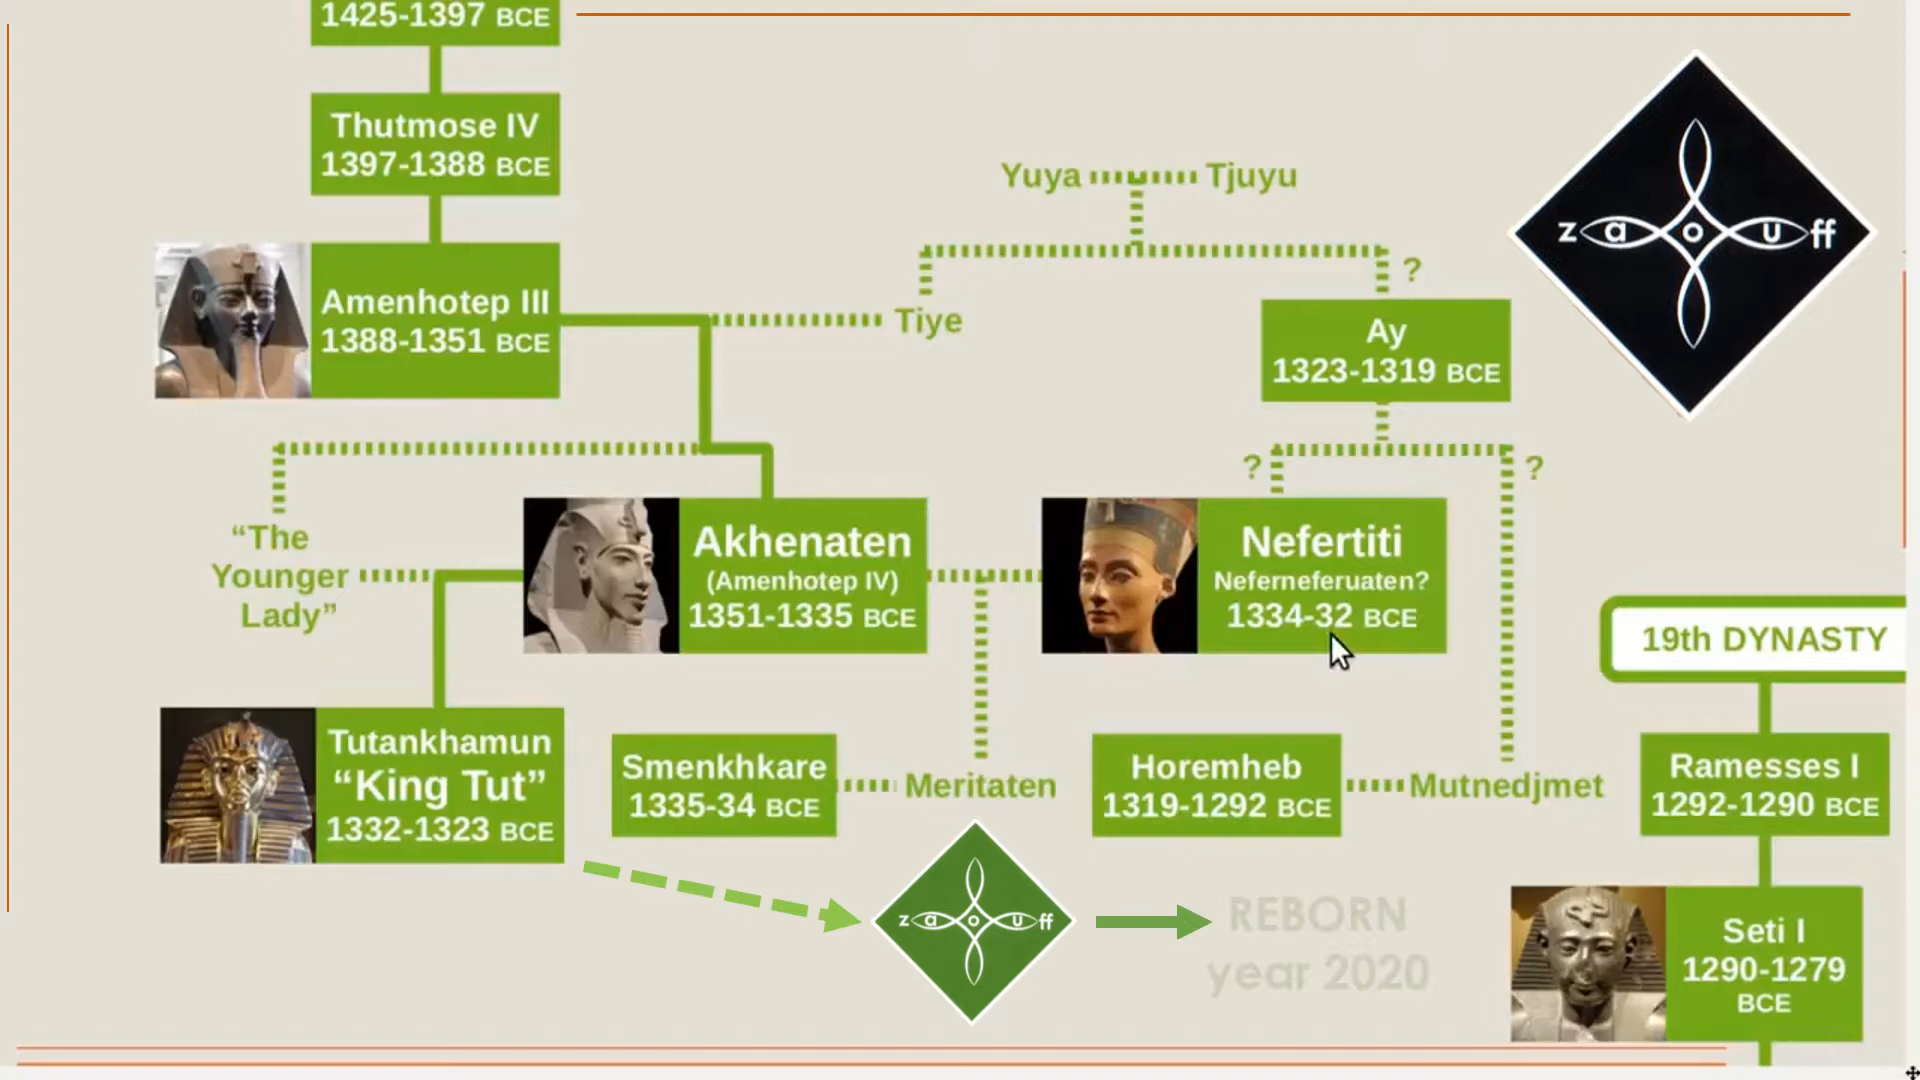 1425-1397 BCE
Thutmose IV
1397-1388 BCE
Yuya
Tjuyu
zaouff
?
Amenhotep III
1388-1351 BCE
Tiye
Ay
1323-1319 BCE
?
?
“The
Younger
Lady”
Akhenaten
(Amenhotep IV)
1351-1335 BCE
Nefertiti
Neferneferuaten?
1334-32 BCE
19th DYNASTY
Tutankhamun
“King Tut”
1332-1323 BCE
Smenkhkare
1335-34 BCE
Meritaten
Horemheb
1319-1292 BCE
Mutnedjmet
Ramesses I
1292-1290 BCE
zaouff
REBORN
year 2020
Seti I
1290-1279
BCE